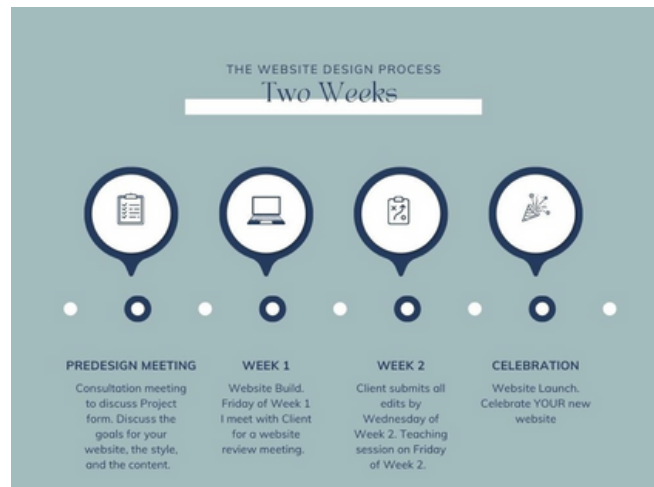 THE WEBSITE DESIGN PROCESS
Two Weeks
PREDESIGN MEETING
Consultation meeting
to discuss Project
form. Discuss the
goals for your
website, the style,
and the content.
WEEK 1
Website Build.
Friday of Week 1
I meet with Client
for a website
review meeting.
WEEK 2
Client submits all
edits by
Wednesday of
Week 2. Teaching
session on Friday
of Week 2.
CELEBRATION
Website Launch.
Celebrate YOUR new
website